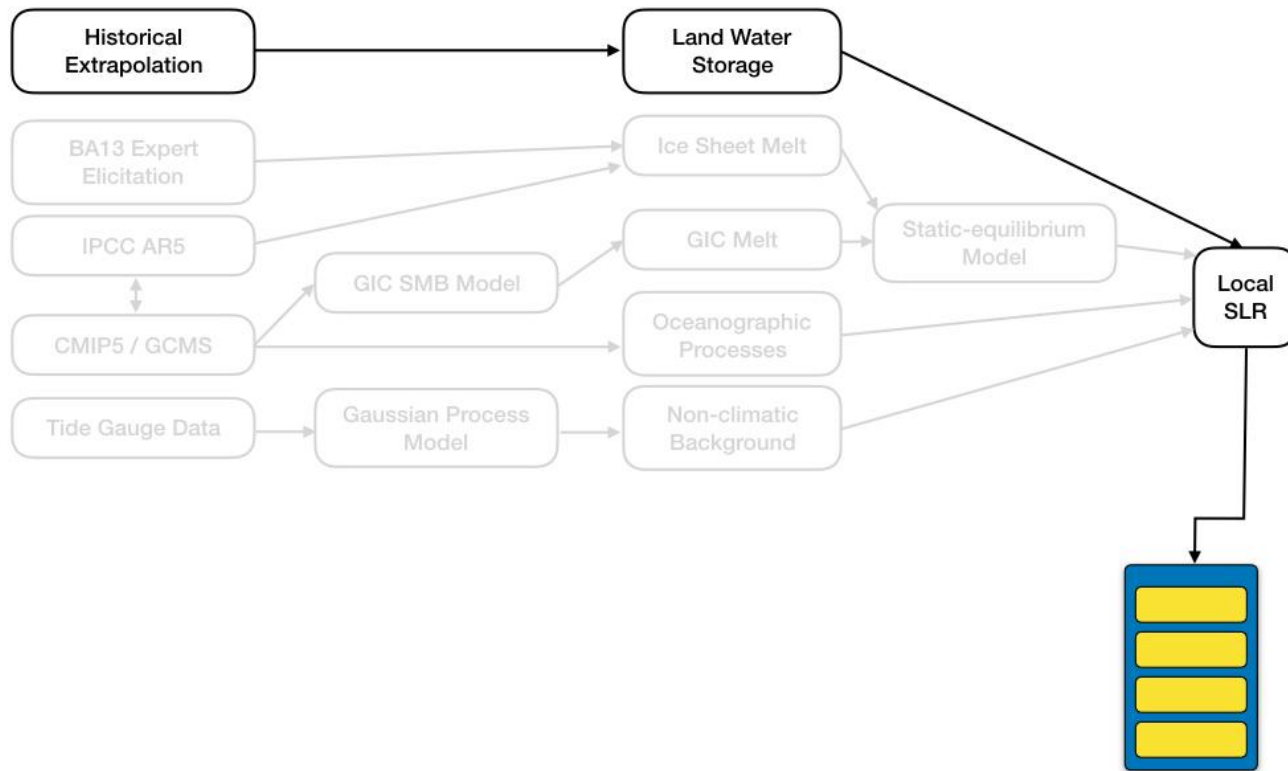 Historical
Extrapolation
Land Water
Storage
BA13 Expert
Elicitation
Ice Sheet Melt
IPCC AR5
GIC SMB Model
GIC Melt
Static-equilibrium
Model
Local
SLR
CMIP5 / GCMS
Oceanographic
Processes
Tide Gauge Data
Gaussian Process
Model
Non-climatic
Background